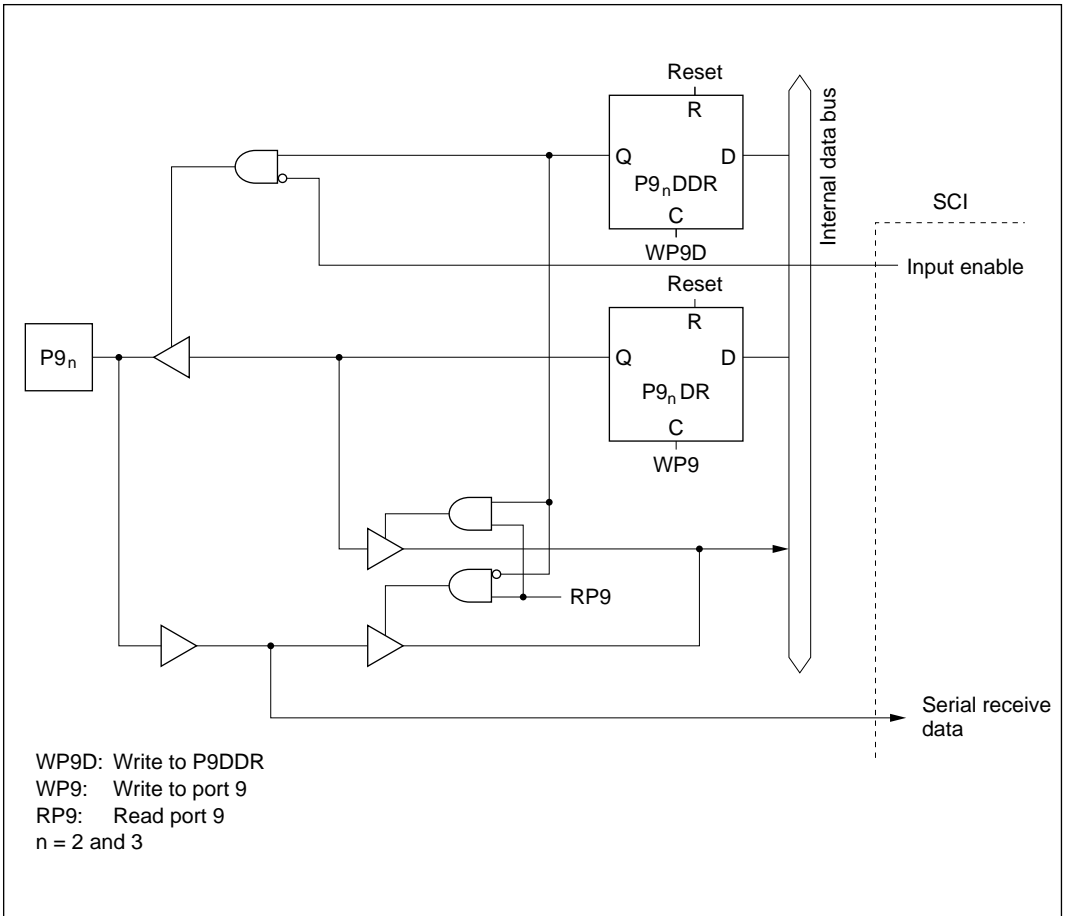 Reset
R
Q
D
P9nDDR
C
WP9D
Internal data bus
SCI
Input enable
Reset
R
P9n
Q
D
P9nDR
C
WP9
RP9
Serial receive
data
WP9D: Write to P9DDR
WP9: Write to port 9
RP9: Read port 9
n = 2 and 3